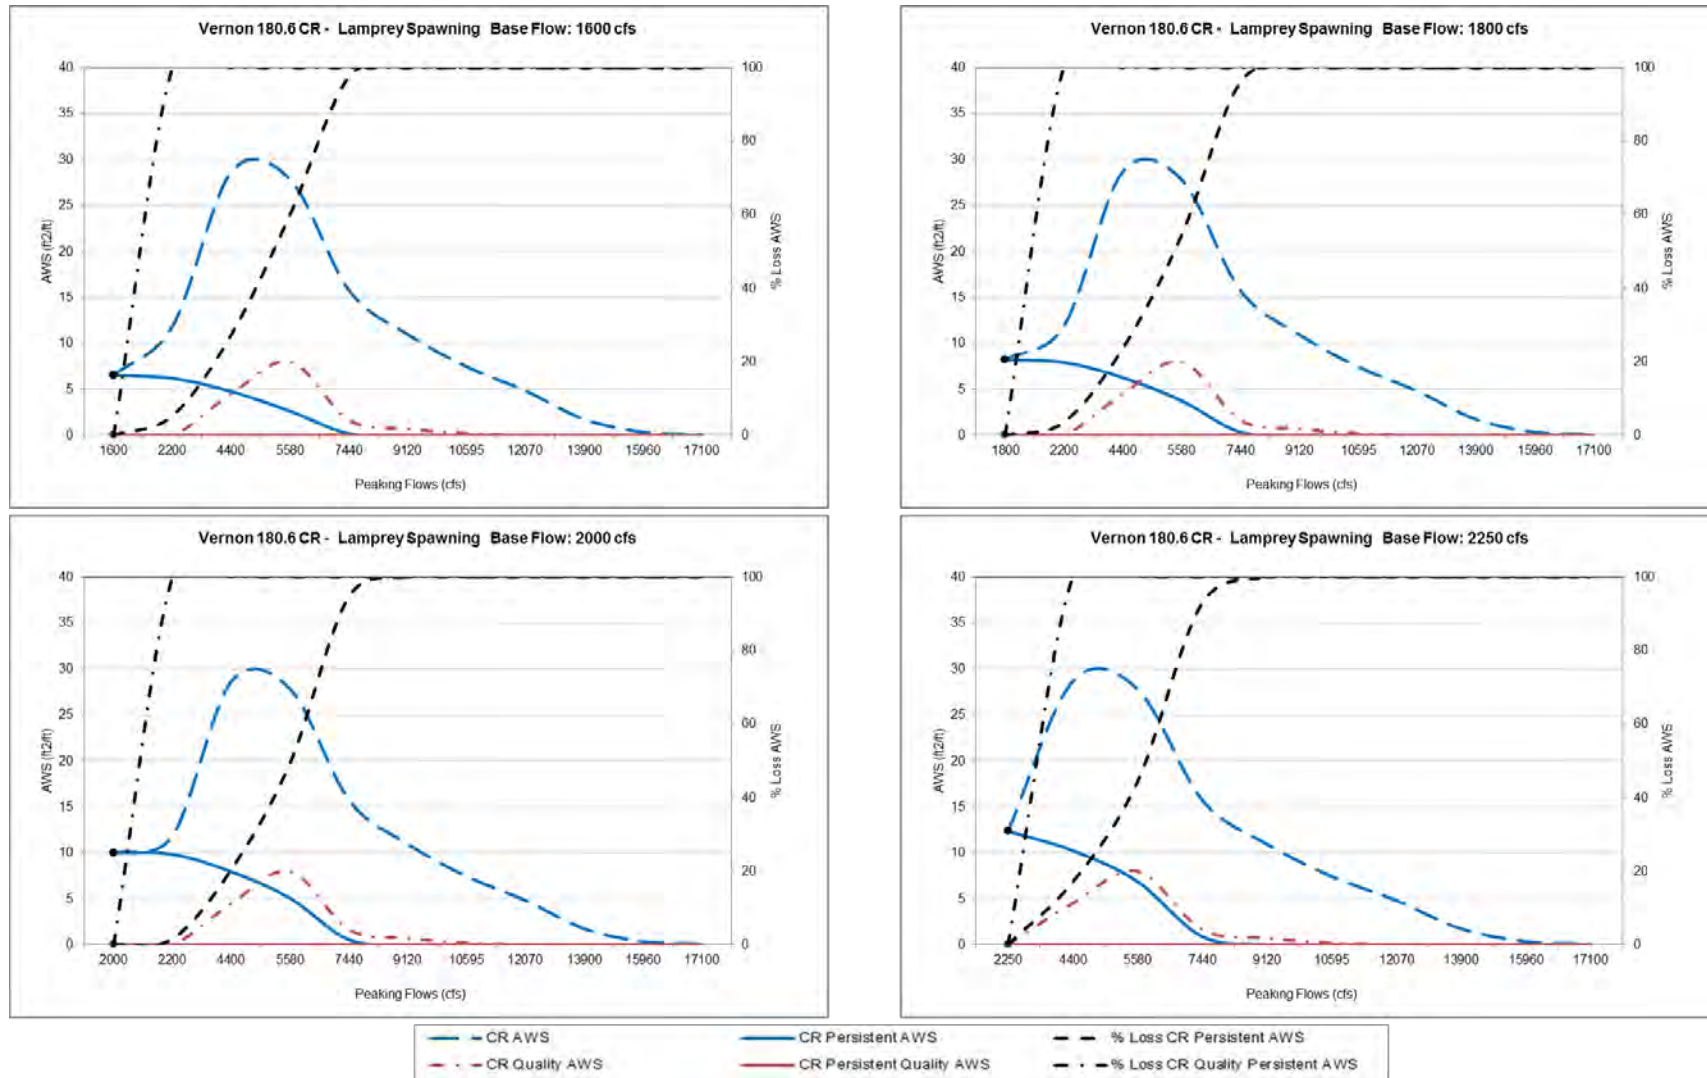 Vernon 180.6 CR - Lamprey Spawning Base Flow: 1600 cfs
40
35
30
25
20
15
10
5
0
AWS (ft2/ft)
100
80
60
40
20
0
% Loss AWS
1600 2200 4400 5580 7440 9120 10595 12070 13900 15960 17100
Peaking Flows (cfs)
Vernon 180.6 CR - Lamprey Spawning Base Flow: 1800 cfs
40
35
30
25
20
15
10
5
0
AWS (ft2/ft)
100
80
60
40
20
0
% Loss AWS
1800 2200 4400 5580 7440 9120 10595 12070 13900 15960 17100
Peaking Flows (cfs)
Vernon 180.6 CR - Lamprey Spawning Base Flow: 2000 cfs
40
35
30
25
20
15
10
5
0
AWS (ft2/ft)
100
80
60
40
20
0
% Loss AWS
2000 2200 4400 5580 7440 9120 10595 12070 13900 15960 17100
Peaking Flows (cfs)
Vernon 180.6 CR - Lamprey Spawning Base Flow: 2250 cfs
40
35
30
25
20
15
10
5
0
AWS (ft2/ft)
100
80
60
40
20
0
% Loss AWS
2250 4400 5580 7440 9120 10595 12070 13900 15960 17100
Peaking Flows (cfs)
CR AWS CR Persistent AWS % Loss CR Persistent AWS
CR Quality AWS CR Persistent Quality AWS % Loss CR Quality Persistent AWS